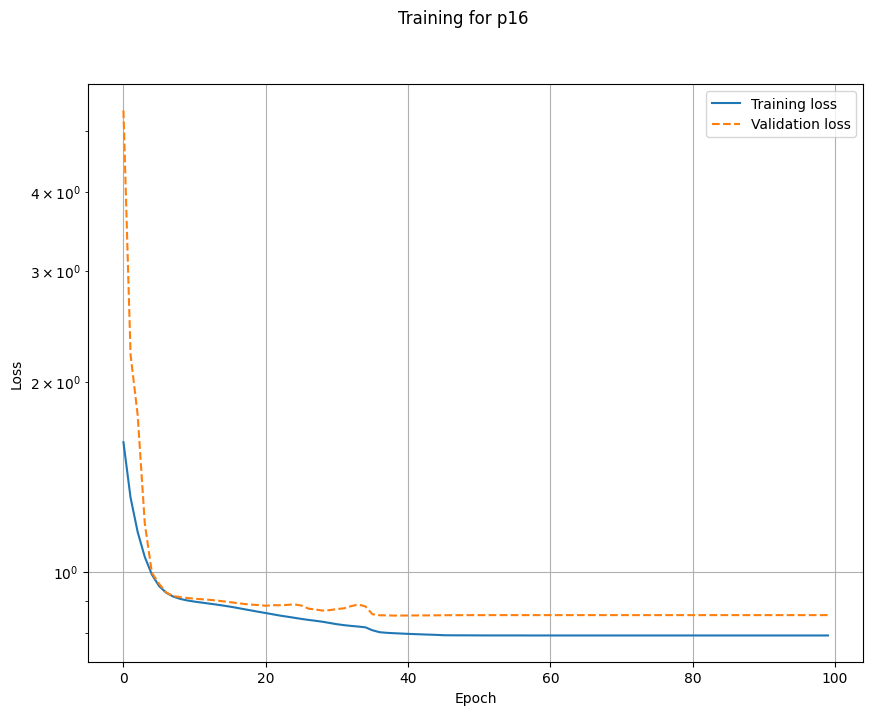 Training for p16
Training loss
Validation loss
4 × 10⁰
3 × 10⁰
2 × 10⁰
10⁰
Loss
0 20 40 60 80 100
Epoch